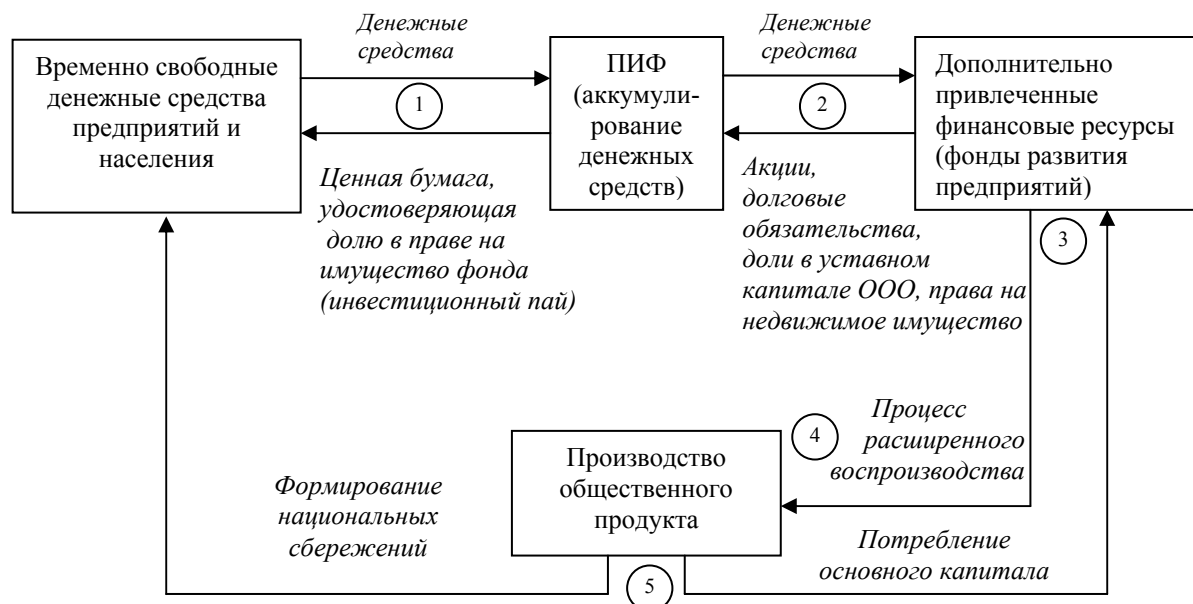 Временно свободные
денежные средства
предприятий и
населения
Денежные
средства
1
Ценная бумага,
удостоверяющая
долю в праве на
имущество фонда
(инвестиционный пай)
ПИФ
(аккумули-
рование
денежных
средств)
Денежные
средства
2
Акции,
долговые
обязательства,
доли в уставном
капитале ООО, права на
недвижимое имущество
Дополнительно
привлеченные
финансовые ресурсы
(фонды развития
предприятий)
3
4
Процесс
расширенного
воспроизводства
Производство
общественного
продукта
Формирование
национальных
сбережений
5
Потребление
основного капитала